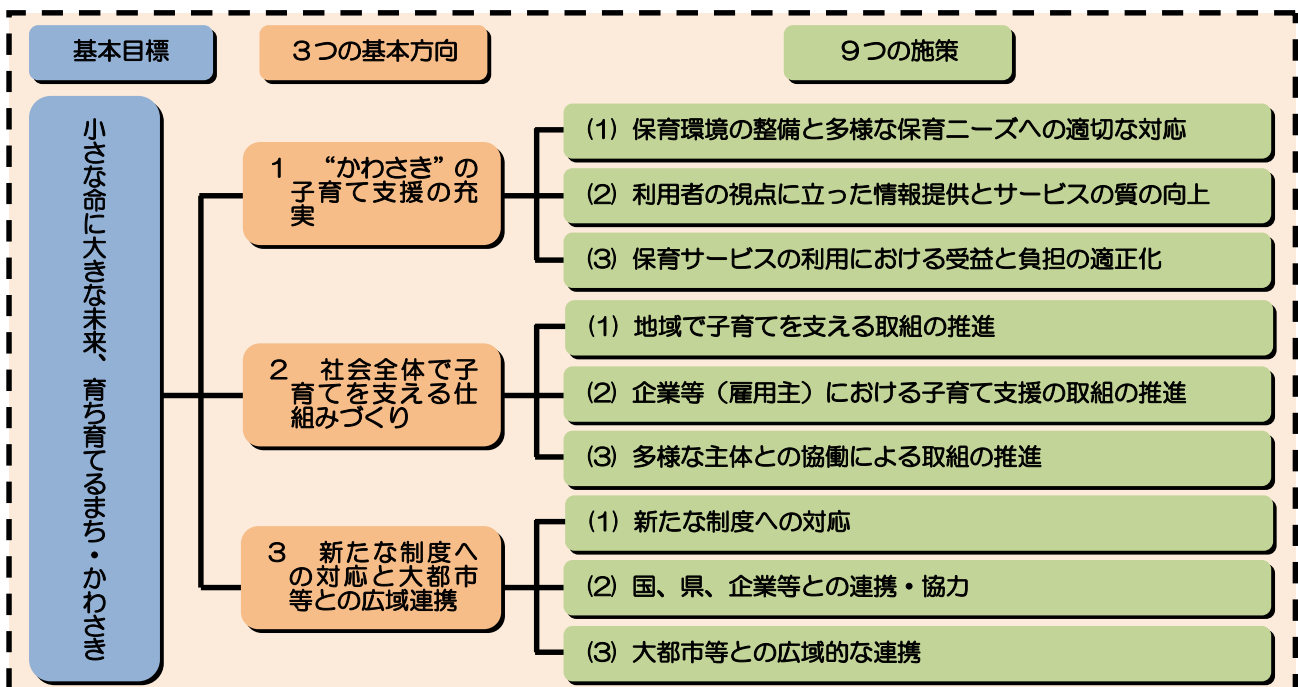 基本目標
3つの基本方向
9つの施策
小さな命に大きな未来、育ち育てるまち・かわさき
1 “かわさき”の
子育て支援の充
実
(1) 保育環境の整備と多様な保育ニーズへの適切な対応
(2) 利用者の視点に立った情報提供とサービスの質の向上
(3) 保育サービスの利用における受益と負担の適正化
2 社会全体で子
育てを支える仕
組みづくり
(1) 地域で子育てを支える取組の推進
(2) 企業等（雇用主）における子育て支援の取組の推進
(3) 多様な主体との協働による取組の推進
3 新たな制度へ
の対応と大都市
等との広域連携
(1) 新たな制度への対応
(2) 国、県、企業等との連携・協力
(3) 大都市等との広域的な連携